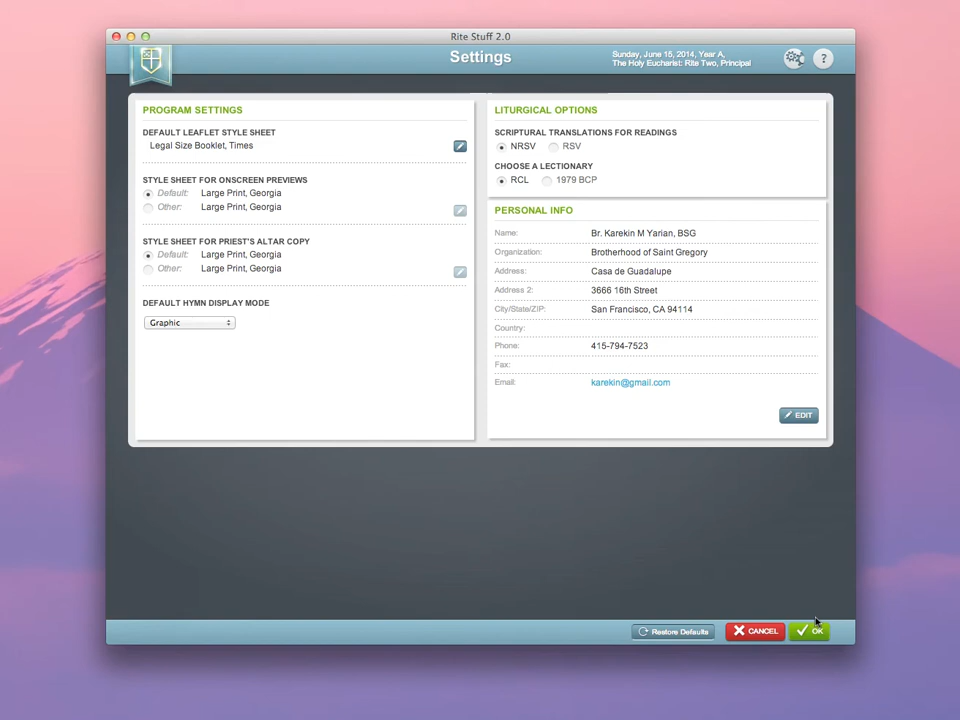 Rite Stuff 2.0
Settings
Sunday, June 15, 2014, Year A,
The Holy Eucharist: Rite Two, Principal
?
PROGRAM SETTINGS
DEFAULT LEAFLET STYLE SHEET
Legal Size Booklet, Times
STYLE SHEET FOR ONSCREEN PREVIEWS
Default: Large Print, Georgia
Other: Large Print, Georgia
STYLE SHEET FOR PRIEST'S ALTAR COPY
Default: Large Print, Georgia
Other: Large Print, Georgia
DEFAULT HYMN DISPLAY MODE
Graphic
LITURGICAL OPTIONS
SCRIPTURAL TRANSLATIONS FOR READINGS
NRSV RSV
CHOOSE A LECTIONARY
RCL 1979 BCP
PERSONAL INFO
Name: Br. Karekin M Yarian, BSG
Organization: Brotherhood of Saint Gregory
Address: Casa de Guadalupe
Address 2: 3666 16th Street
City/State/ZIP: San Francisco, CA 94114
Country:
Phone: 415-794-7523
Fax:
Email: karekin@gmail.com
EDIT
Restore Defaults CANCEL OK